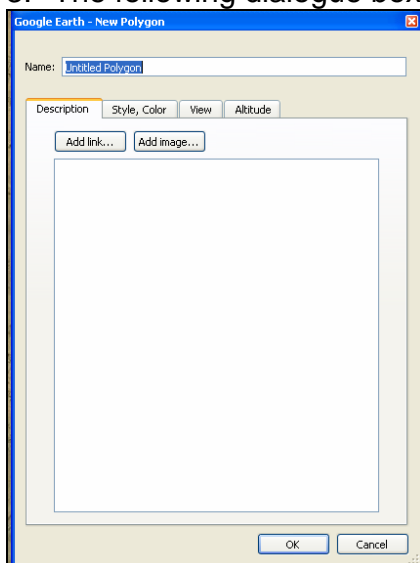 The following dialogue box
Google Earth - New Polygon
Name: Untitled Polygon
Description Style, Color View Altitude
Add link... Add image...
OK Cancel